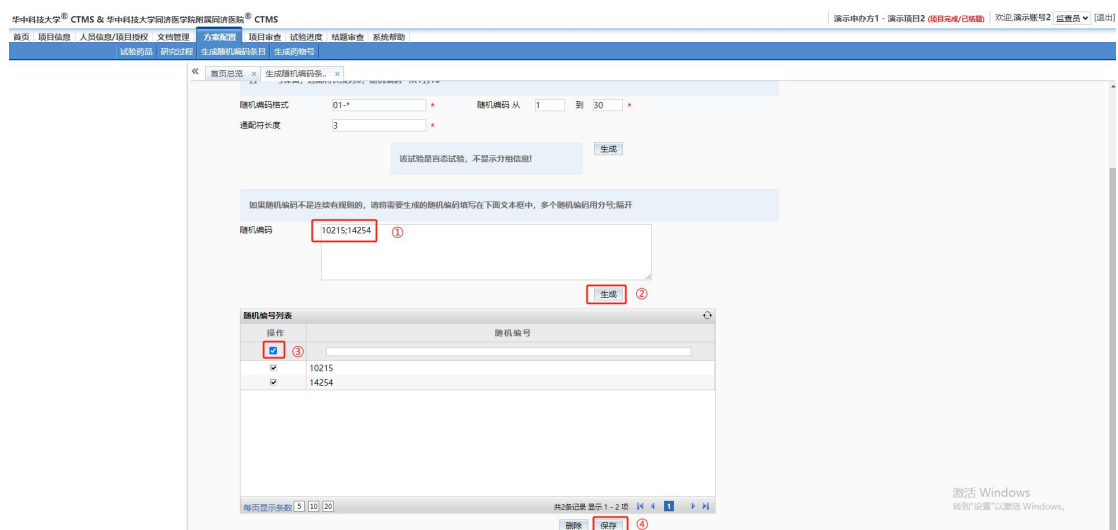 华中科技大学® CTMS & 华中科技大学同济医学院附属同济医院® CTMS
演示申办方1 - 演示项目2 (项目完成/已结题) 欢迎,演示账号2 监查员 [退出]
首页 项目信息 人员信息/项目授权 文档管理 方案配置 项目审查 试验进度 结题审查 系统帮助
试验药品 研究过程 生成随机编码条目 生成药物号
« 首页总览 × 生成随机编码条.. ×
随机编码格式 01-* * 随机编码 从 1 到 30 *
通配符长度 3 *
该试验是盲态试验，不显示分组信息! 生成
如果随机编码不是连续有规则的，请将需要生成的随机编码填写在下面文本框中，多个随机编码用分号;隔开
随机编码 10215;14254 ①
生成 ②
随机编号列表
操作 随机编号
③
10215
14254
每页显示条数 5 10 20 共2条记录 显示 1 - 2 项 1
删除 保存 ④
激活 Windows
转到"设置"以激活 Windows。